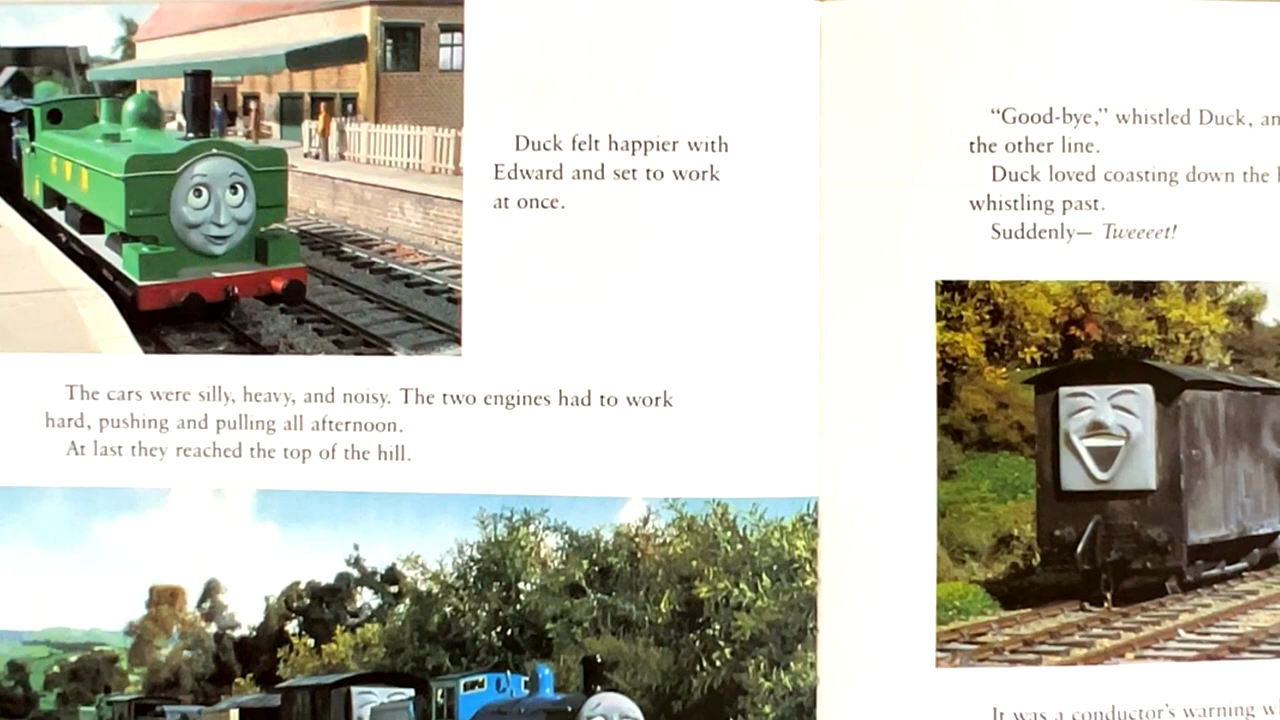 GWR
Duck felt happier with
Edward and set to work
at once.
The cars were silly, heavy, and noisy. The two engines had to work
hard, pushing and pulling all afternoon.
At last they reached the top of the hill.
“Good-bye,” whistled Duck, an
the other line.
Duck loved coasting down the
whistling past.
Suddenly— Tweeeet!
It was a conductor's warning w